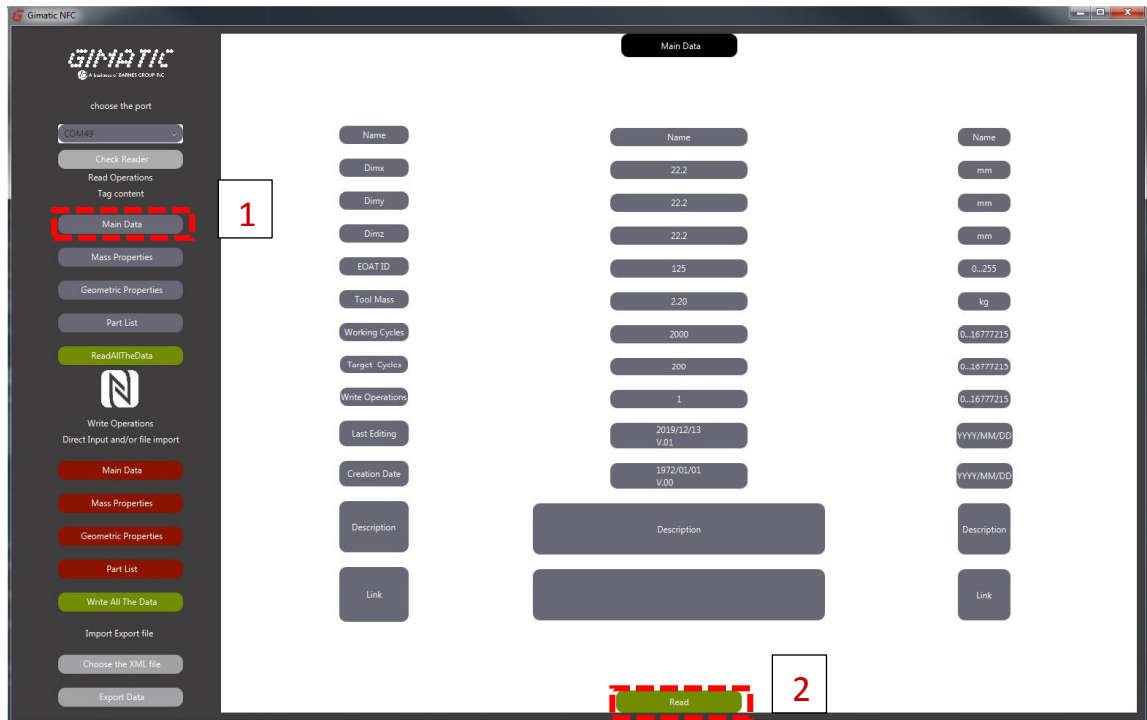 Gimatic NFC
GIMATIC
A business of BARNES GROUP INC
choose the port
COM49
Check Reader
Read Operations
Tag content
Main Data
1
Mass Properties
Geometric Properties
Part List
ReadAllTheData
Write Operations
Direct Input and/or file import
Main Data
Mass Properties
Geometric Properties
Part List
Write All The Data
Import Export file
Choose the XML file
Export Data
Main Data
Name Name Name
Dimx 22.2 mm
Dimy 22.2 mm
Dimz 22.2 mm
EOAT ID 125 0...255
Tool Mass 2.20 kg
Working Cycles 2000 0...16777215
Target Cycles 200 0...16777215
Write Operations 1 0...16777215
Last Editing 2019/12/13 YYYY/MM/DD
V.01
Creation Date 1972/01/01 YYYY/MM/DD
V.00
Description Description Description
Link Link
Read
2